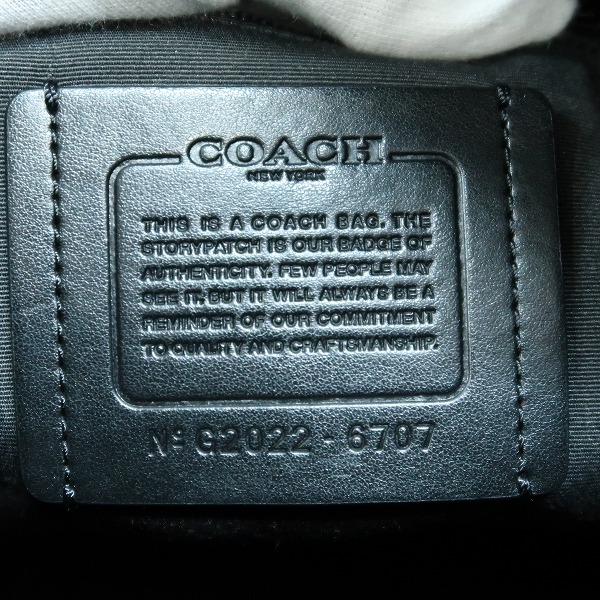 COACH
NEW YORK
THIS IS A COACH BAG. THE
STORYPATCH IS OUR BADGE OF
AUTHENTICITY. FEW PEOPLE MAY
SEE IT, BUT IT WILL ALWAYS BE A
REMINDER OF OUR COMMITMENT
TO QUALITY AND CRAFTSMANSHIP.
Nº G2022-6707